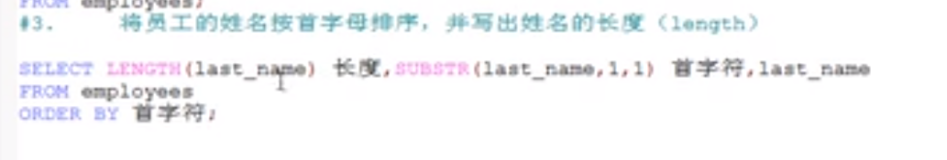 FROM employees;
#3. 将员工的姓名按首字母排序，并写出姓名的长度（length）
SELECT LENGTH(last_name) 长度,SUBSTR(last_name,1,1) 首字符,last_name
FROM employees
ORDER BY 首字符;